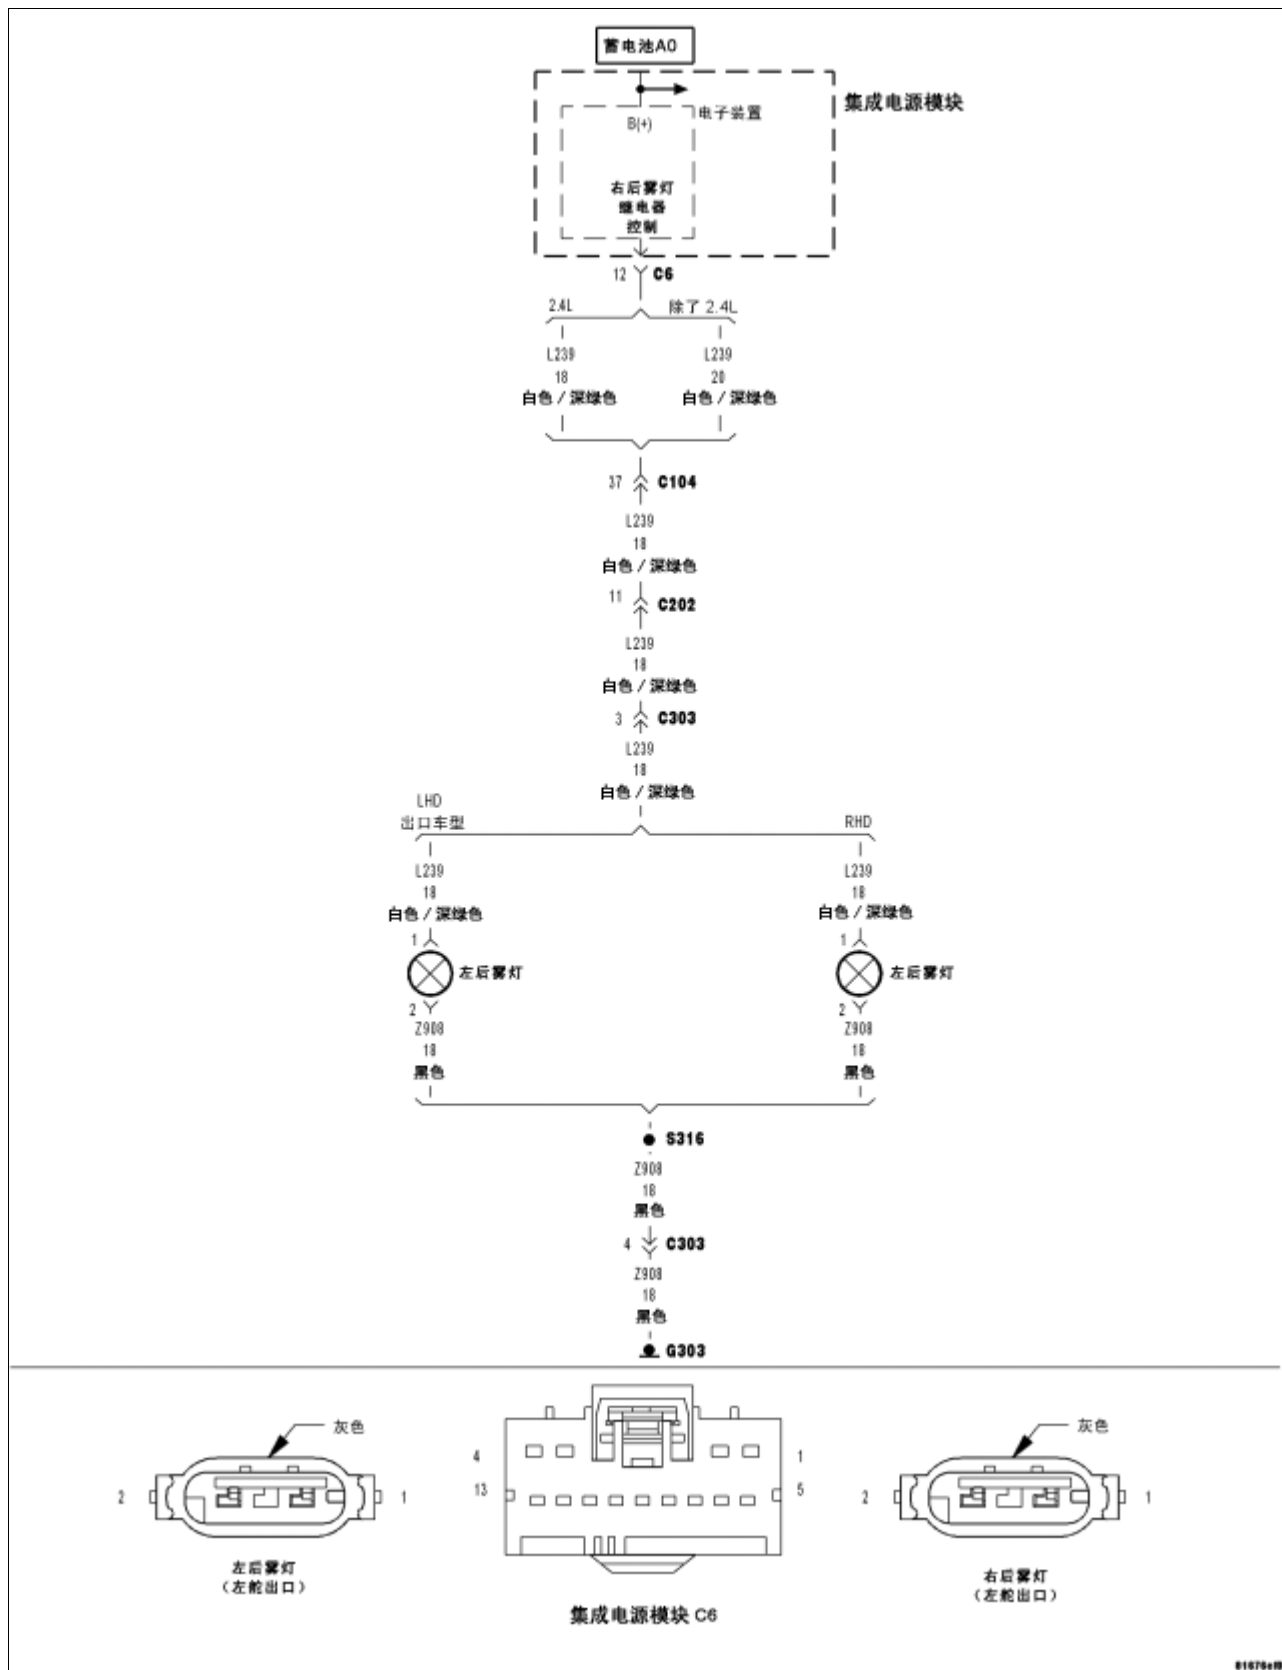 蓄电池A0
集成电源模块
电子装置
B(+)
右后雾灯
继电器
控制
12 C6
2.4L 除了 2.4L
L239 L239
18 20
白色 / 深绿色 白色 / 深绿色
37 C104
L239
18
白色 / 深绿色
11 C202
L239
18
白色 / 深绿色
3 C303
L239
18
白色 / 深绿色
LHD
出口车型 RHD
L239 L239
18 18
白色 / 深绿色 白色 / 深绿色
1 1
左后雾灯 左后雾灯
2 2
Z908 Z908
18 18
黑色 黑色
S316
Z908
18
黑色
4 C303
Z908
18
黑色
G303
灰色 灰色
4 1
13 5
2 1 2 1
左后雾灯
(左舵出口)
右后雾灯
(左舵出口)
集成电源模块 C6